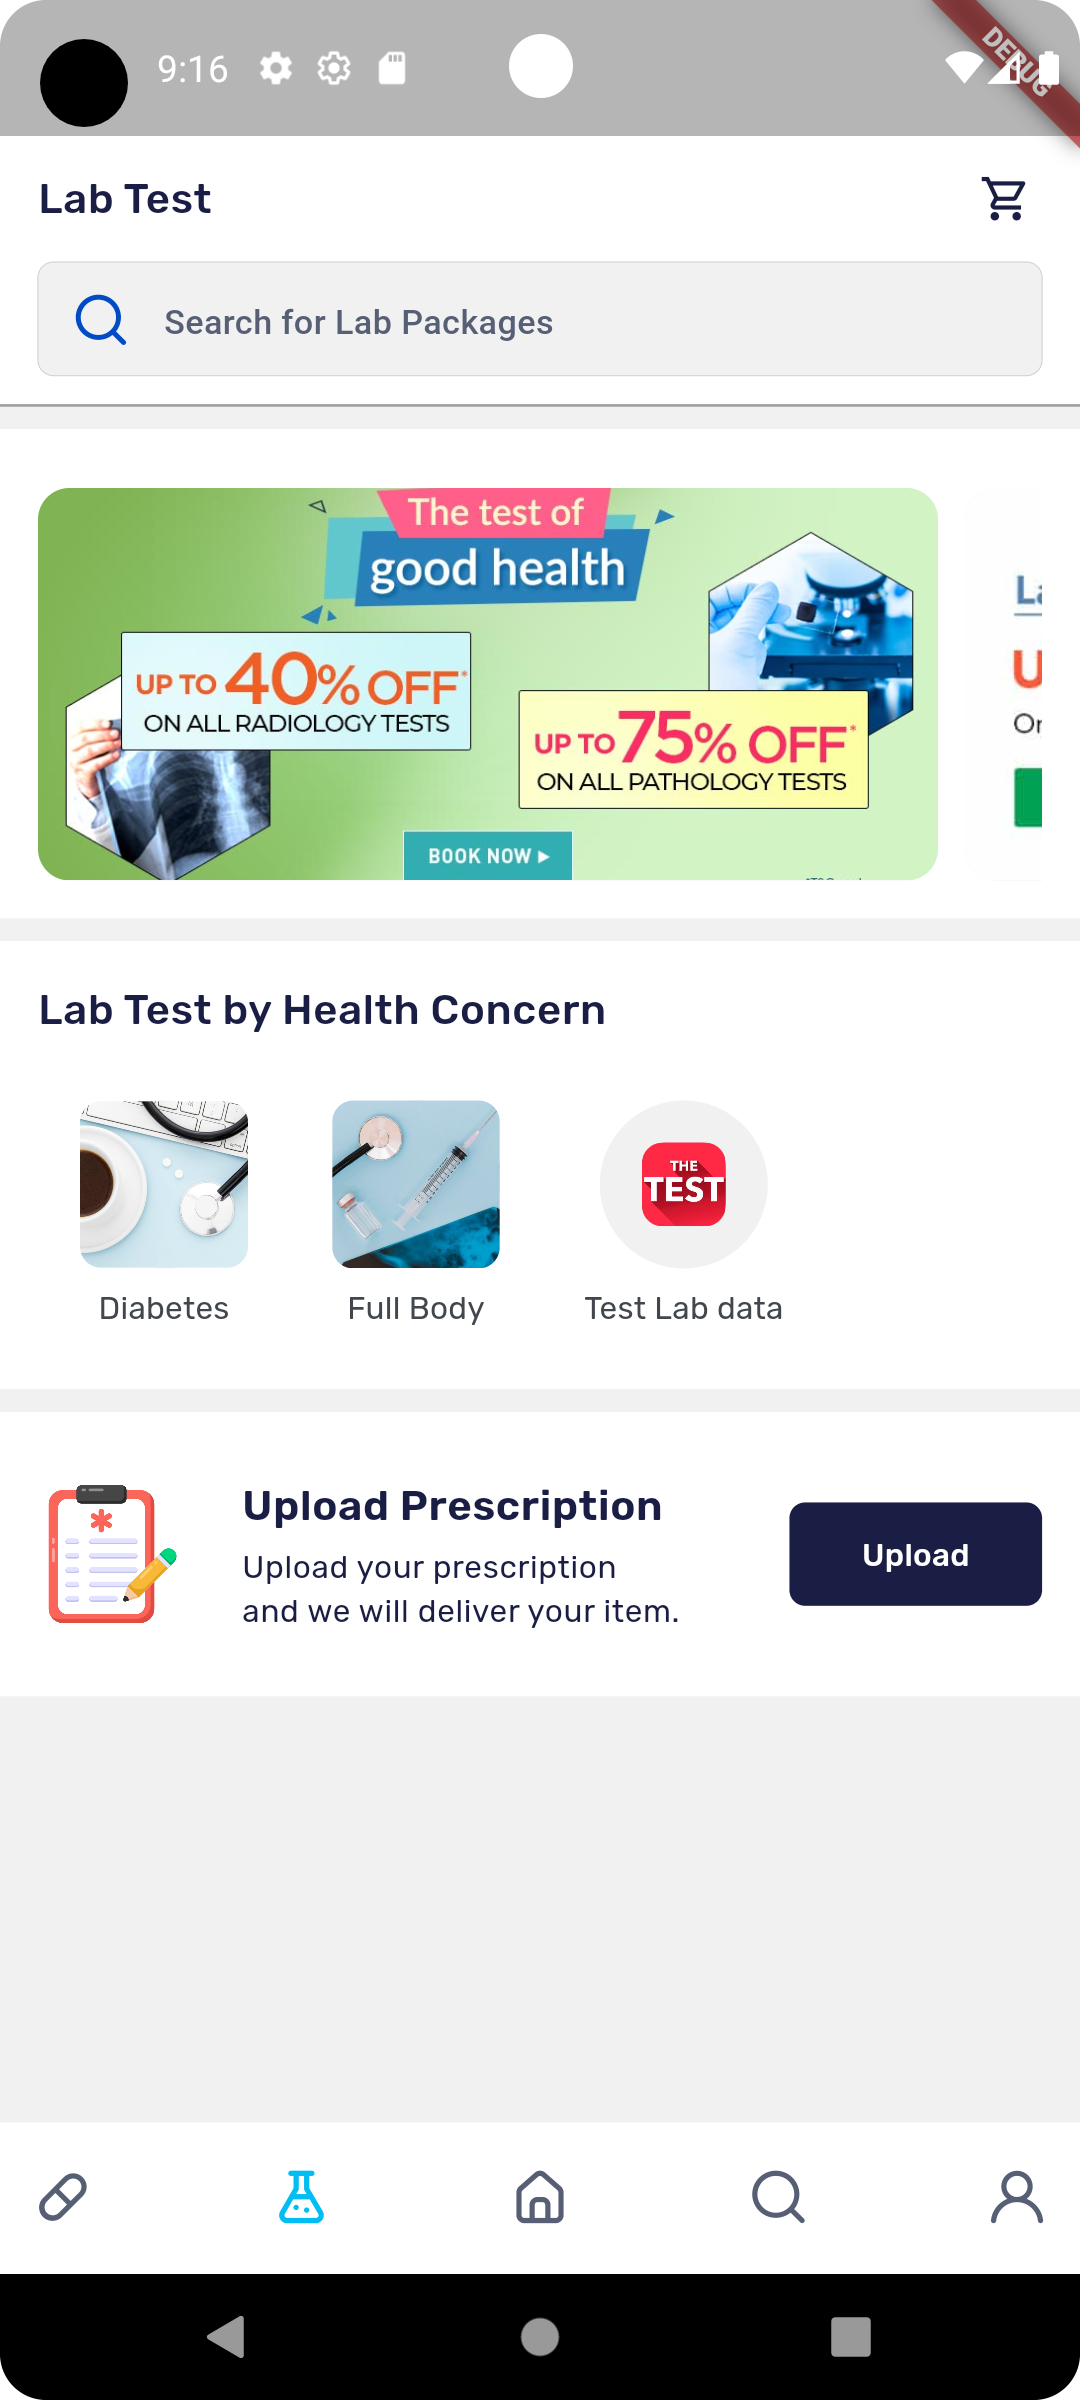 9:16
DEBUG
Lab Test
Search for Lab Packages
The test of
good health
UP TO 40% OFF*
ON ALL RADIOLOGY TESTS
UP TO 75% OFF*
ON ALL PATHOLOGY TESTS
BOOK NOW
Lab Test by Health Concern
THE
TEST
Diabetes
Full Body
Test Lab data
Upload Prescription
Upload your prescription
and we will deliver your item.
Upload